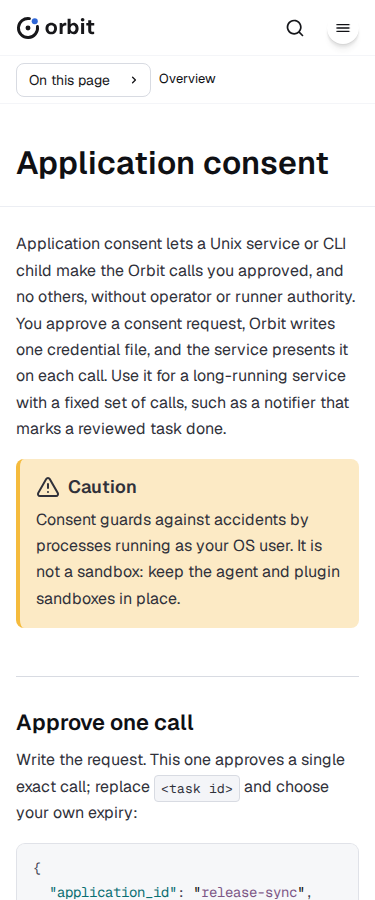 orbit
On this page
Overview
Application consent
Application consent lets a Unix service or CLI
child make the Orbit calls you approved, and
no others, without operator or runner authority.
You approve a consent request, Orbit writes
one credential file, and the service presents it
on each call. Use it for a long-running service
with a fixed set of calls, such as a notifier that
marks a reviewed task done.
Caution
Consent guards against accidents by
processes running as your OS user. It is
not a sandbox: keep the agent and plugin
sandboxes in place.
Approve one call
Write the request. This one approves a single
exact call; replace <task id> and choose
your own expiry:
{
"application_id": "release-sync",